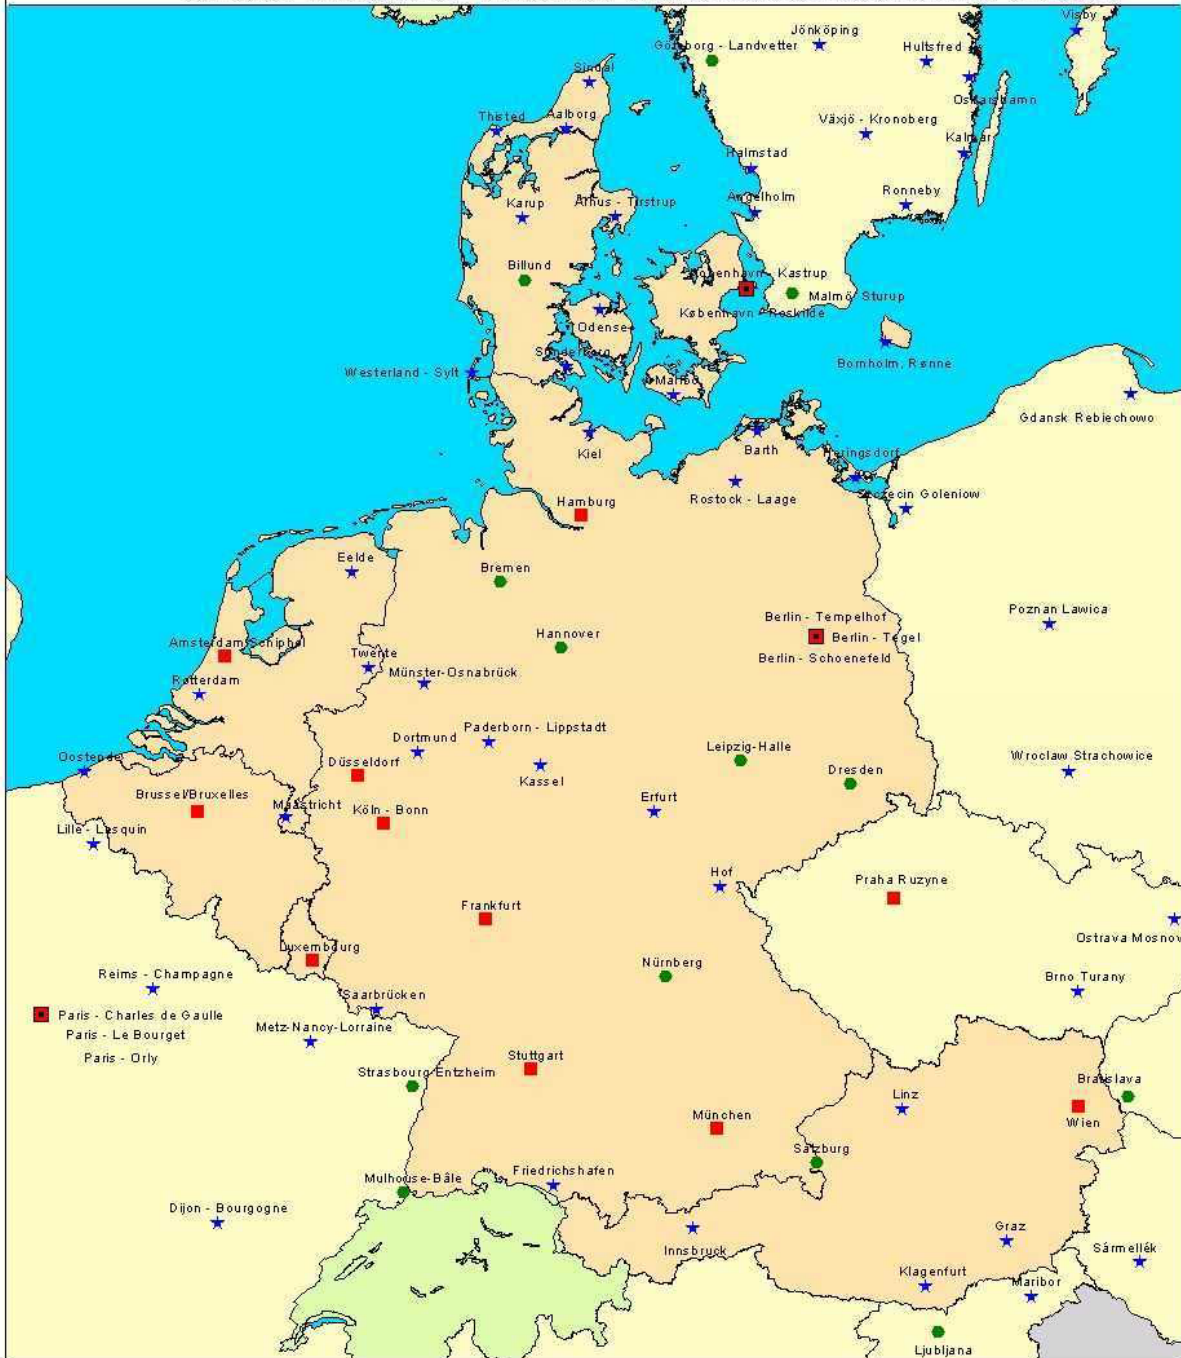 Visby
Jönköping
Göteborg - Landvetter
Hultsfred
Sindal
Oskarshamn
Thisted
Aalborg
Växjö - Kronoberg
Kalmar
Halmstad
Ronneby
Karup
Århus - Tirstrup
Ängelholm
Billund
København - Kastrup
Malmö Sturup
København - Roskilde
Odense
Sønderborg
Bornholm, Rønne
Westerland - Sylt
Maribo
Gdansk Rebiechowo
Kiel
Barth
Heringsdorf
Rostock - Laage
Szczecin Goleniow
Hamburg
Eelde
Bremen
Poznan Lawica
Berlin - Tempelhof
Hannover
Berlin - Tegel
Amsterdam/Schiphol
Berlin - Schoenefeld
Twente
Münster-Osnabrück
Rotterdam
Paderborn - Lippstadt
Dortmund
Leipzig-Halle
Oostende
Wroclaw Strachowice
Düsseldorf
Kassel
Dresden
Brussel/Bruxelles
Maastricht
Köln - Bonn
Erfurt
Lille - Lesquin
Hof
Praha Ruzyne
Frankfurt
Ostrava Mosnov
Luxembourg
Nürnberg
Reims - Champagne
Brno Turany
Saarbrücken
Paris - Charles de Gaulle
Metz-Nancy-Lorraine
Paris - Le Bourget
Paris - Orly
Stuttgart
Strasbourg Entzheim
Bratislava
Linz
München
Wien
Salzburg
Friedrichshafen
Mulhouse-Bâle
Dijon - Bourgogne
Graz
Innsbruck
Sármellék
Klagenfurt
Maribor
Ljubljana